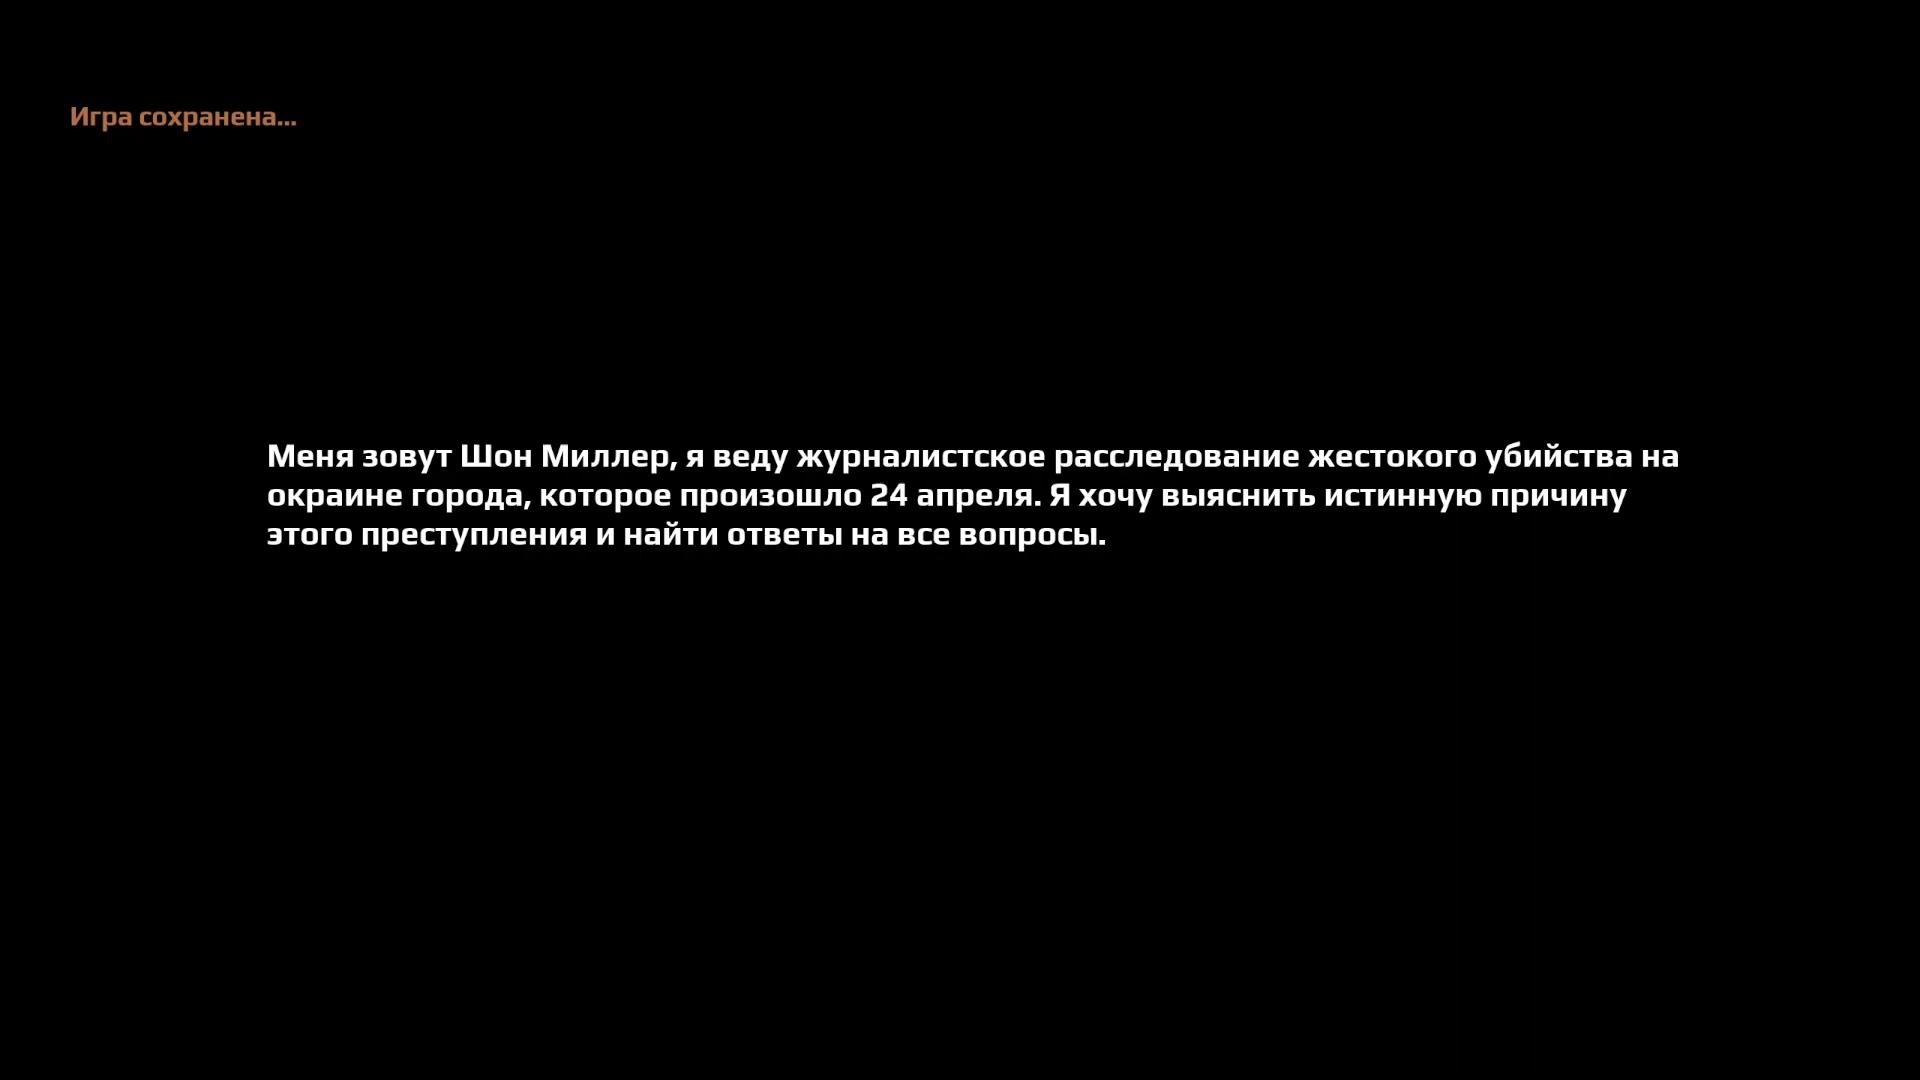 Игра сохранена...
Меня зовут Шон Миллер, я веду журналистское расследование жестокого убийства на
окраине города, которое произошло 24 апреля. Я хочу выяснить истинную причину
этого преступления и найти ответы на все вопросы.